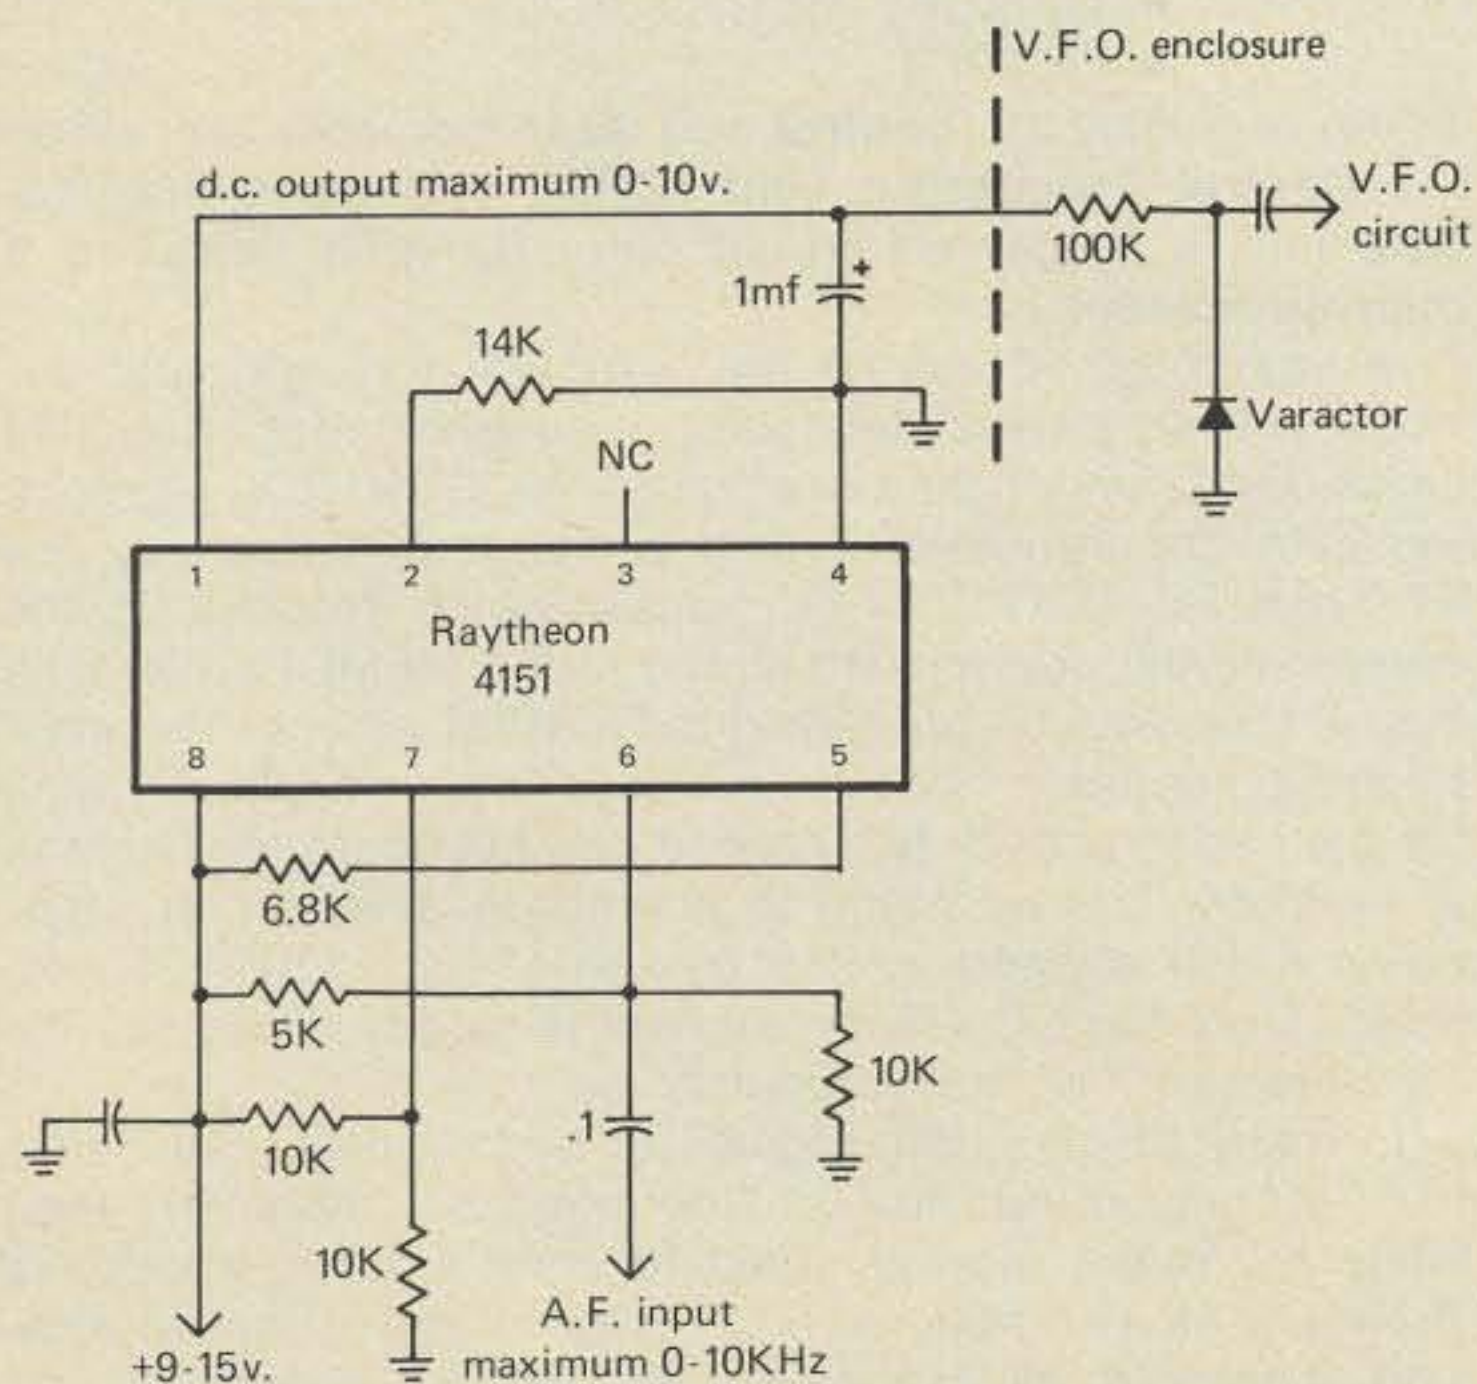 V.F.O. enclosure
d.c. output maximum 0-10v.
V.F.O.
circuit
100K
1mf
+
14K
Varactor
NC
1
2
3
4
Raytheon
4151
8
7
6
5
6.8K
5K
10K
.1
10K
10K
A.F. input
maximum 0-10KHz
+9-15v.